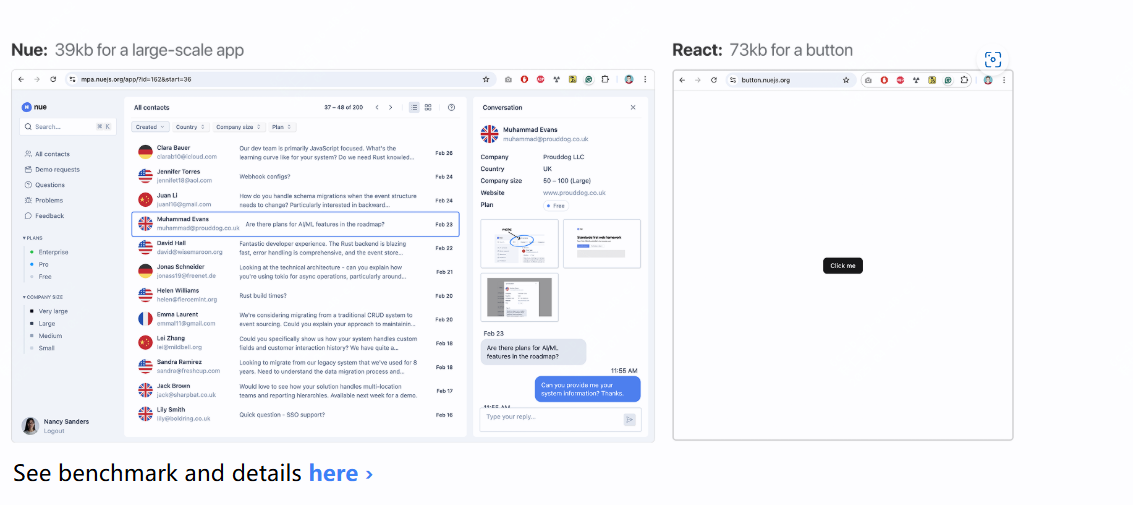 Nue: 39kb for a large-scale app
mpa.nuejs.org/app/?id=162&start=36
nue
Search...
⌘ K
All contacts
Demo requests
Questions
Problems
Feedback
PLANS
Enterprise
Pro
Free
COMPANY SIZE
Very large
Large
Medium
Small
Nancy Sanders
Logout
All contacts
37 – 48 of 200
Created
Country
Company size
Plan
Clara Bauer
clarab10@icloud.com
Our dev team is primarily JavaScript focused. What's the
learning curve like for your system? Do we need Rust knowled...
Feb 26
Jennifer Torres
jennifet18@aol.com
Webhook configs?
Feb 24
Juan Li
juanl16@gmail.com
How do you handle schema migrations when the event structure
needs to change? Particularly interested in backward...
Feb 24
Muhammad Evans
muhammad@prouddog.co.uk
Are there plans for AI/ML features in the roadmap?
Feb 23
David Hall
david@wisemaroon.org
Fantastic developer experience. The Rust backend is blazing
fast, error handling is comprehensive, and the event store...
Feb 22
Jonas Schneider
jonass19@freenet.de
Looking at the technical architecture - can you explain how
you're using tokio for async operations, particularly around...
Feb 21
Helen Williams
helen@fiercemint.org
Rust build times?
Feb 20
Emma Laurent
emmal11@gmail.com
We're considering migrating from a traditional CRUD system to
event sourcing. Could you explain your approach to maintainin...
Feb 20
Lei Zhang
lei@mildbelt.org
Could you specifically show us how your system handles custom
fields and customer interaction history? We have quite a...
Feb 18
Sandra Ramirez
sandra@freshcup.com
Looking to migrate from our legacy system that we've used for 8
years. Need to understand the data migration process and...
Feb 18
Jack Brown
jack@sharpbat.co.uk
Would love to see how your solution handles multi-location
teams and reporting hierarchies. Available next week for a demo.
Feb 17
Lily Smith
lily@boldring.co.uk
Quick question - SSO support?
Feb 16
Conversation
Muhammad Evans
muhammad@prouddog.co.uk
Company Prouddog LLC
Country UK
Company size 50 – 100 (Large)
Website www.prouddog.co.uk
Plan Free
Feb 23
Are there plans for AI/ML
features in the roadmap?
11:55 AM
Can you provide me your
system information? Thanks.
11:55 AM
Type your reply...
React: 73kb for a button
button.nuejs.org
Click me
See benchmark and details here ›